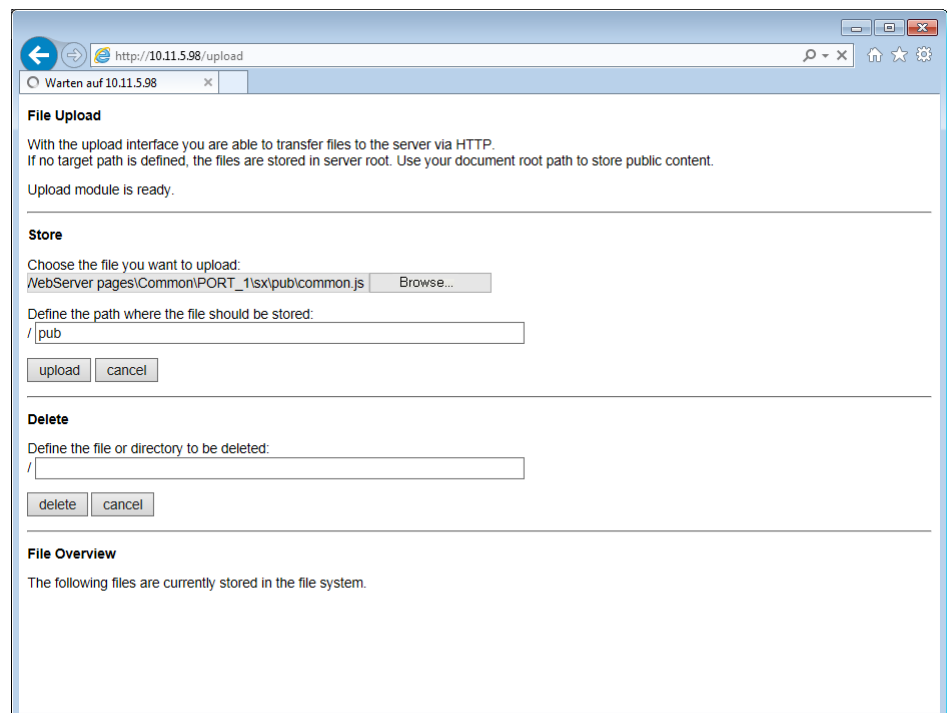 http://10.11.5.98/upload
Warten auf 10.11.5.98
File Upload
With the upload interface you are able to transfer files to the server via HTTP.
If no target path is defined, the files are stored in server root. Use your document root path to store public content.
Upload module is ready.
Store
Choose the file you want to upload:
WebServer pages\Common\PORT_1\sx\pub\common.js Browse...
Define the path where the file should be stored:
/ pub
upload cancel
Delete
Define the file or directory to be deleted:
/
delete cancel
File Overview
The following files are currently stored in the file system.